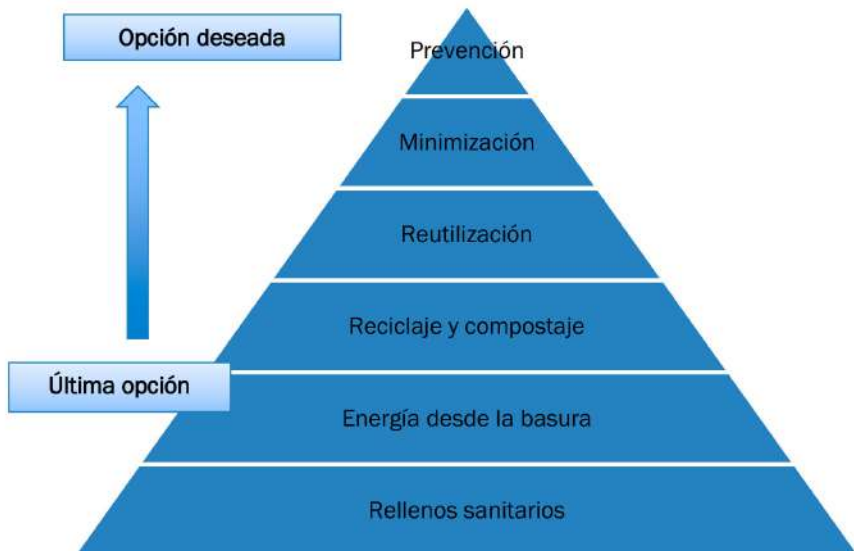 Opción deseada
Prevención
Minimización
Reutilización
Reciclaje y compostaje
Última opción
Energía desde la basura
Rellenos sanitarios